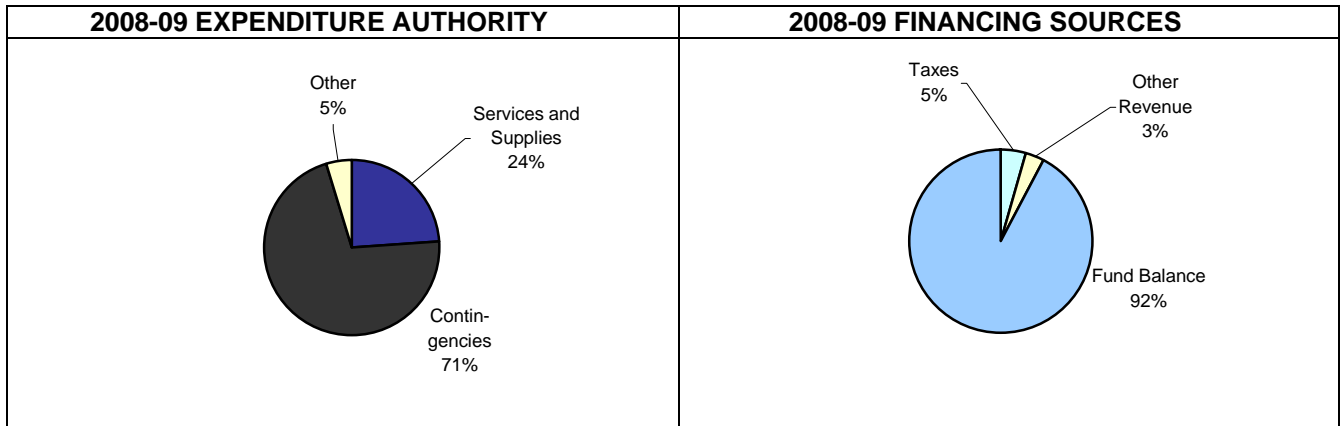 2008-09 EXPENDITURE AUTHORITY
Other
5%
Services and
Supplies
24%
Contin-
gencies
71%
2008-09 FINANCING SOURCES
Taxes
5%
Other
Revenue
3%
Fund Balance
92%